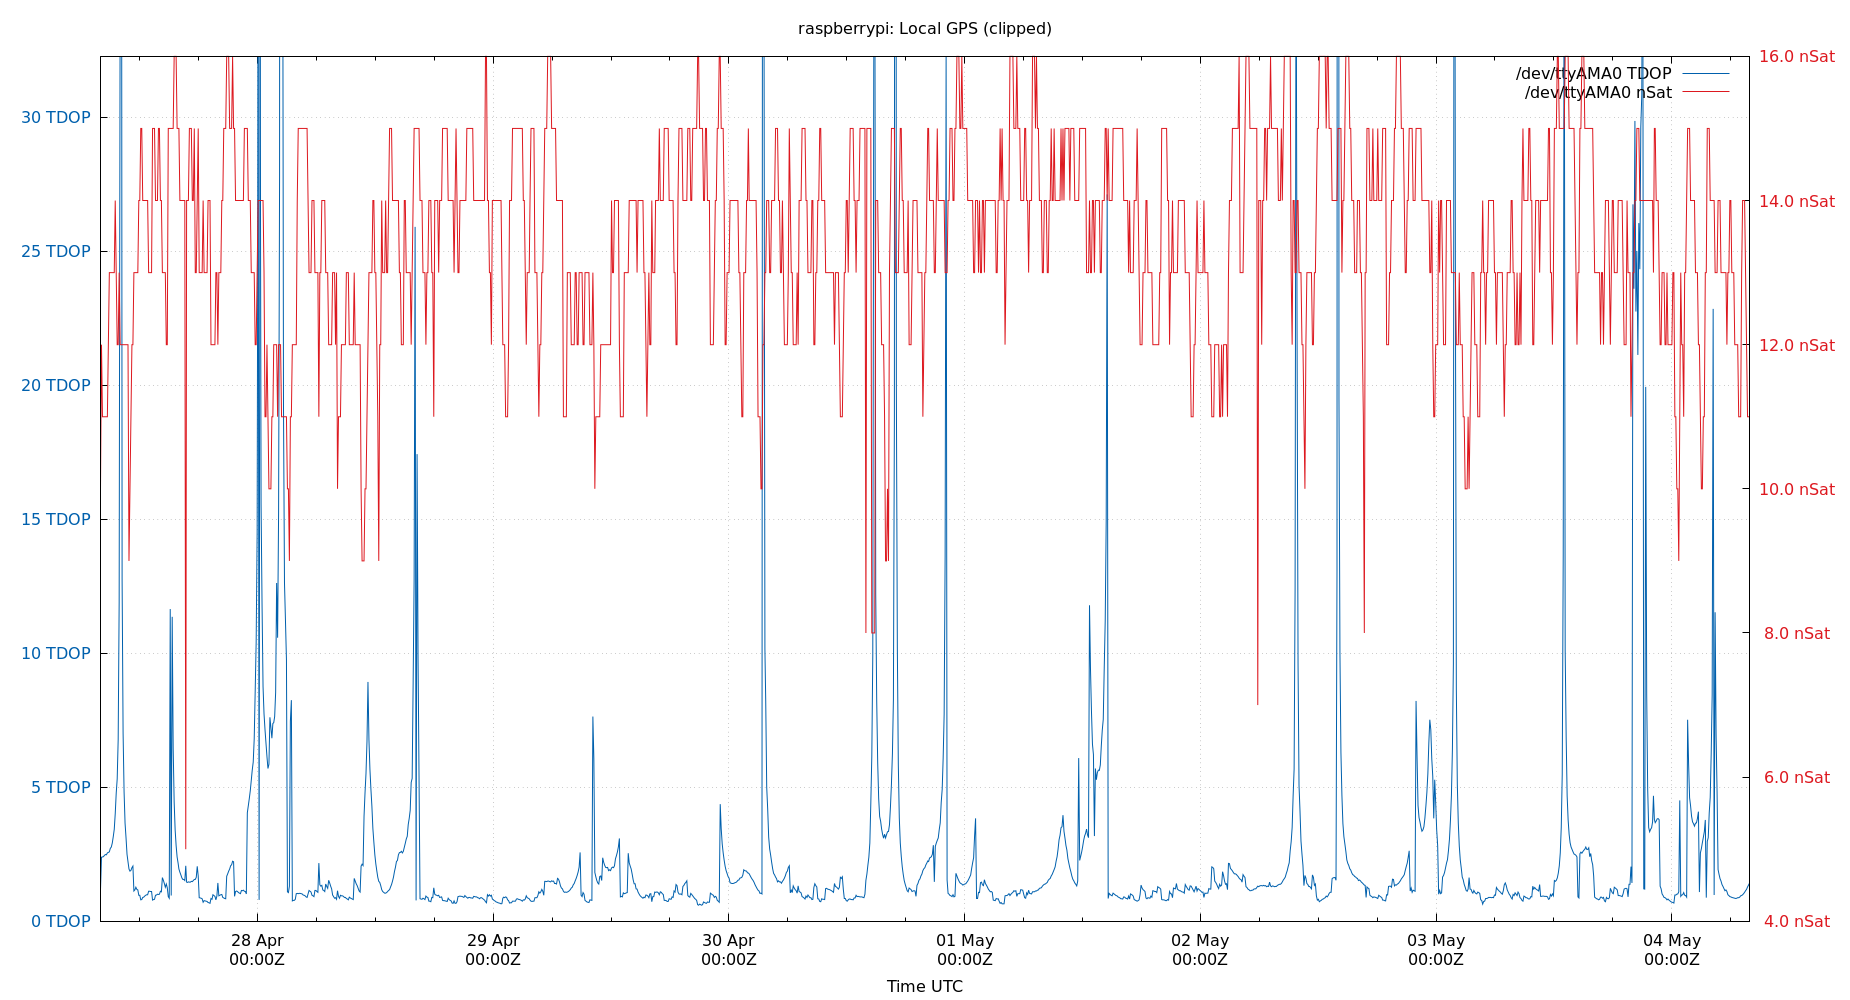 raspberrypi: Local GPS (clipped)
16.0 nSat
/dev/ttyAMA0 TDOP
/dev/ttyAMA0 nSat
30 TDOP
14.0 nSat
25 TDOP
12.0 nSat
20 TDOP
10.0 nSat
15 TDOP
8.0 nSat
10 TDOP
6.0 nSat
5 TDOP
4.0 nSat
0 TDOP
28 Apr 29 Apr 30 Apr 01 May 02 May 03 May 04 May
00:00Z 00:00Z 00:00Z 00:00Z 00:00Z 00:00Z 00:00Z
Time UTC